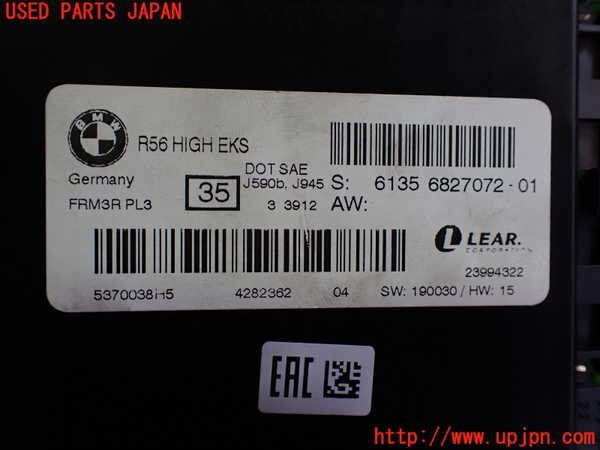 USED PARTS JAPAN
BMW
R56 HIGH EKS
Germany
35
DOT SAE
J590b, J945
S: 6135 6827072-01
FRM3R PL3
3 3912
AW:
LEAR.
CORPORATION
23994322
5370038H5
4282362
04
SW: 190030 / HW: 15
EAC
http://www.upjpn.com/